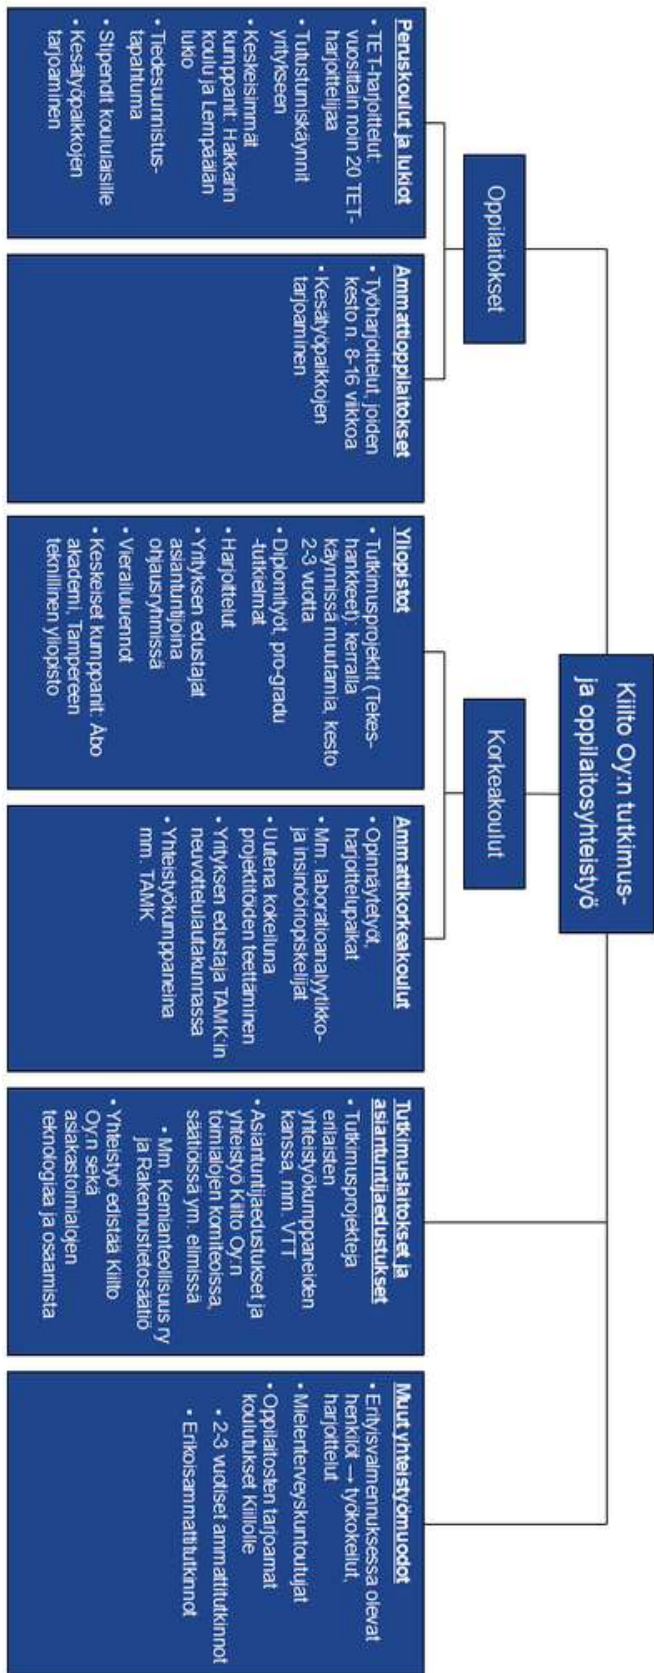 Kiilto Oy:n tutkimus-
ja oppilaitosyhteistyö
Oppilaitokset
Korkeakoulut
Peruskoulut ja lukiot
• TET-harjoittelut:
vuosittain noin 20 TET-
harjoittelijaa
• Tutustumiskäynnit
yritykseen
• Keskeisimmät
kumppanit: Hakkarin
koulu ja Lempäälän
lukio
• Tiedesuunnistus-
tapahtuma
• Stipendit koululaisille
• Kesätyöpaikkojen
tarjoaminen
Ammattioppilaitokset
• Työharjoittelut, joiden
kesto n. 8-16 viikkoa
• Kesätyöpaikkojen
tarjoaminen
Yliopistot
• Tutkimusprojektit (Tekes-
hankkeet): kerralla
käynnissä muutamia, kesto
2-3 vuotta
• Diplomityöt, pro-gradu
-tutkielmat
• Harjoittelut
• Yrityksen edustajat
asiantuntijoina
ohjausryhmissä
• Vierailuluennot
• Keskeiset kumppanit: Åbo
akademi, Tampereen
teknillinen yliopisto
Ammattikorkeakoulut
• Opinnäytetyöt,
harjoittelupaikat
• Mm. laboratioanalyytikko-
ja insinööriopiskelijat
• Uutena kokeiluna
projektitöiden teettäminen
• Yrityksen edustaja TAMK:in
neuvottelulautakunnassa
• Yhteistyökumppaneina
mm. TAMK
Tutkimuslaitokset ja
asiantuntijaedustukset
• Tutkimusprojekteja
erilaisten
yhteistyökumppaneiden
kanssa, mm. VTT
• Asiantuntijaedustukset ja
yhteistyö Kiilto Oy:n
toimialojen komiteoissa,
säätiöissä ym. elimissä
• Mm. Kemianteollisuus ry
ja Rakennustietosäätiö
• Yhteistyö edistää Kiilto
Oy:n sekä
asiakastoimialojen
teknologiaa ja osaamista
Muut yhteistyömuodot
• Erityisvalmennuksessa olevat
henkilöt → työkokeilut,
harjoittelut
• Mielenterveyskuntoutujat
• Oppilaitosten tarjoamat
koulutukset Kiillolle
• 2-3 vuotiset ammattitutkinnot
• Erikoisammattitutkinnot